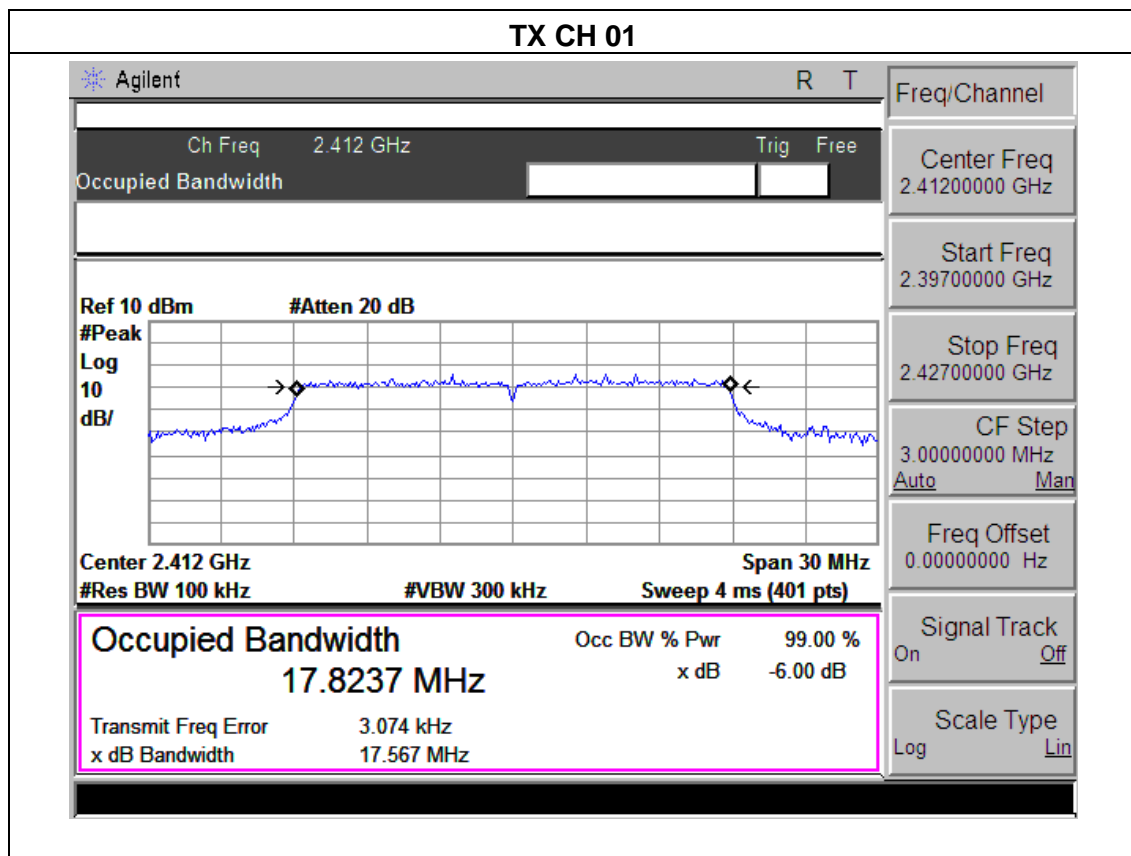 TX CH 01
Agilent R T
Freq/Channel
Ch Freq 2.412 GHz Trig Free
Occupied Bandwidth
Center Freq
2.41200000 GHz
Start Freq
2.39700000 GHz
Ref 10 dBm #Atten 20 dB
#Peak
Log
10
dB/
Stop Freq
2.42700000 GHz
CF Step
3.00000000 MHz
Auto Man
Center 2.412 GHz Span 30 MHz
#Res BW 100 kHz #VBW 300 kHz Sweep 4 ms (401 pts)
Freq Offset
0.00000000 Hz
Occupied Bandwidth Occ BW % Pwr 99.00 %
17.8237 MHz x dB -6.00 dB
Transmit Freq Error 3.074 kHz
x dB Bandwidth 17.567 MHz
Signal Track
On Off
Scale Type
Log Lin